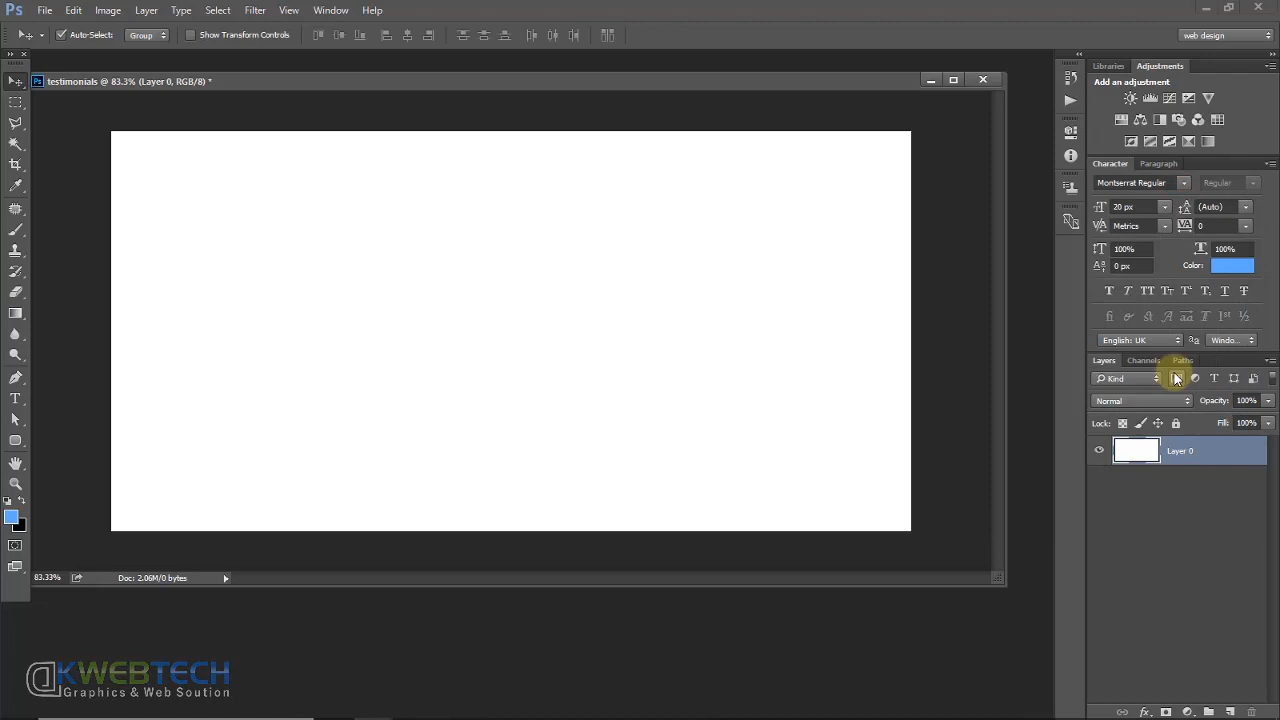 Ps File Edit Image Layer Type Select Filter View Window Help
Auto-Select: Group Show Transform Controls web design
Ps testimonials @ 83.3% (Layer 0, RGB/8) *
Libraries Adjustments
Add an adjustment
Character Paragraph
Montserrat Regular Regular
20 px (Auto)
Metrics 0
100% 100%
0 px Color:
English: UK Windo...
Layers Channels Paths
Kind
Normal Opacity: 100%
Lock: Fill: 100%
Layer 0
83.33% Doc: 2.06M/0 bytes
KWEBTECH
Graphics & Web Soution